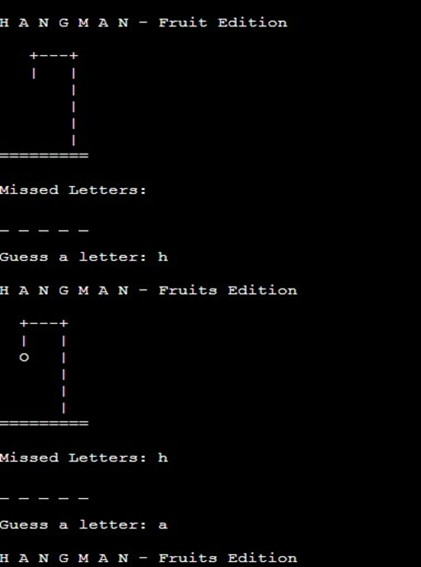 H A N G M A N - Fruit Edition
+---+
|   |
|
|
|
|
=========
Missed Letters:
_ _ _ _ _
Guess a letter: h
H A N G M A N - Fruits Edition
+---+
|   |
O   |
|
|
|
=========
Missed Letters: h
_ _ _ _ _
Guess a letter: a
H A N G M A N - Fruits Edition